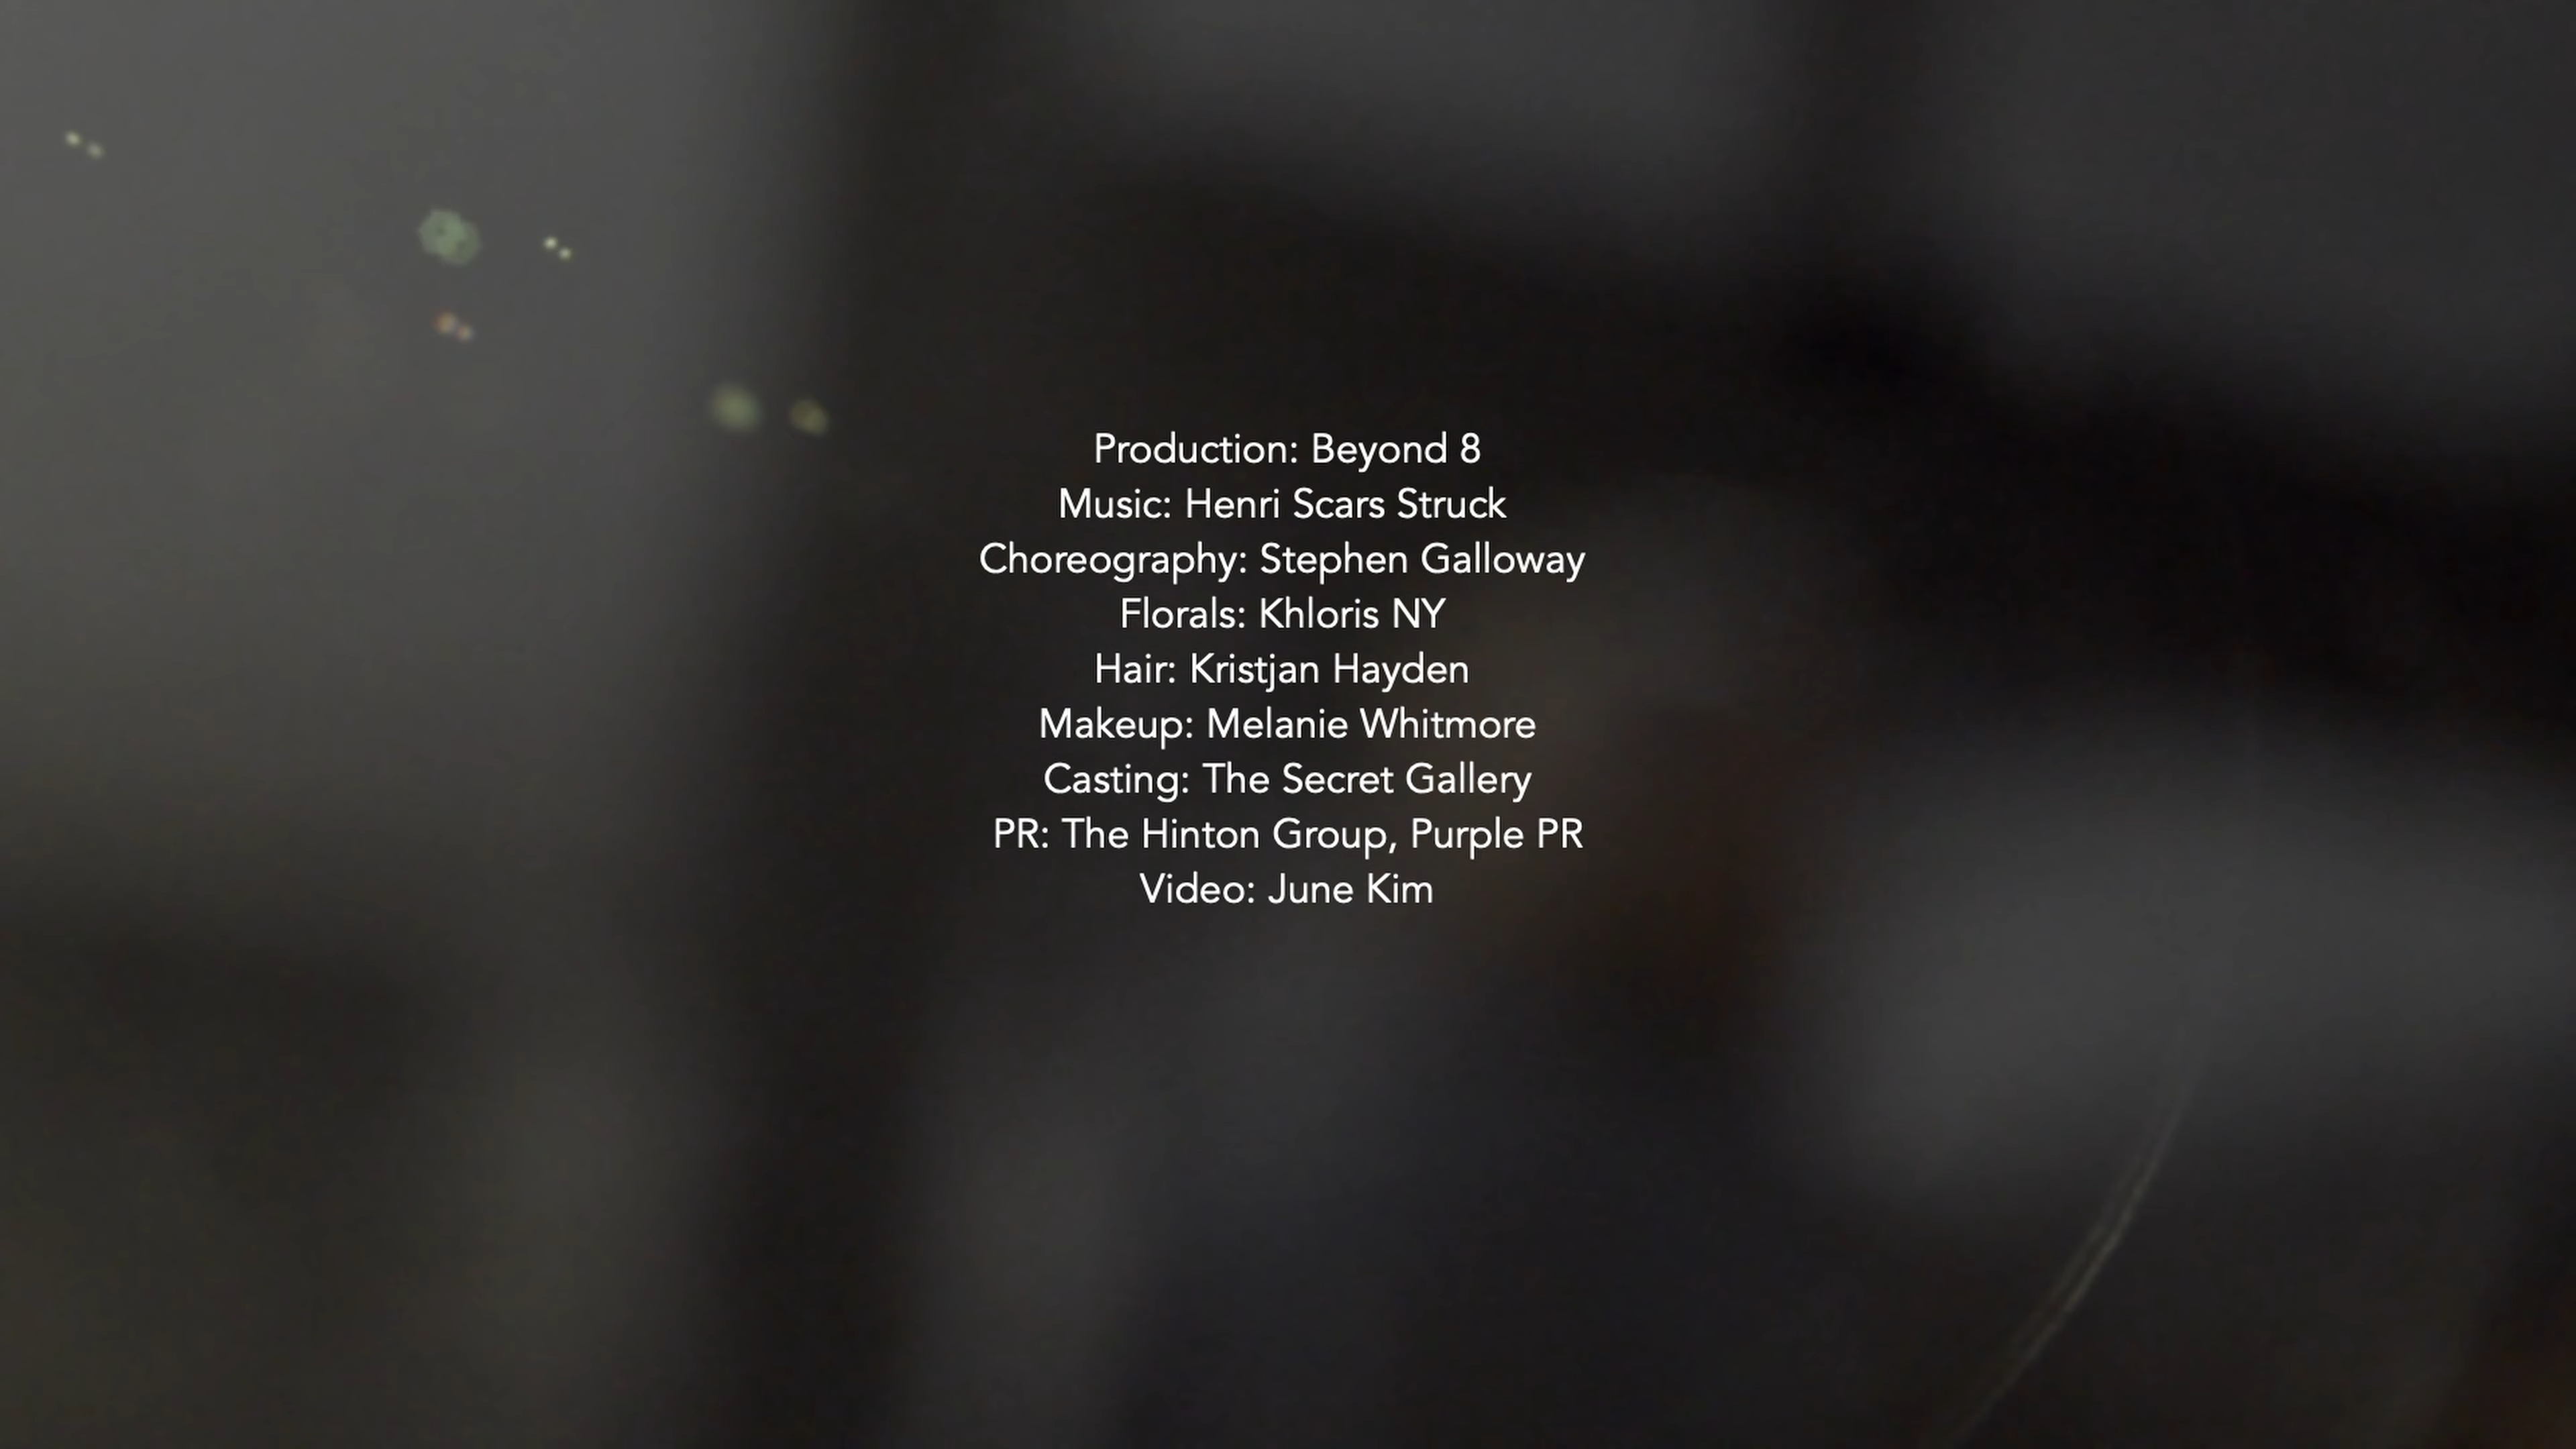 Production: Beyond 8
Music: Henri Scars Struck
Choreography: Stephen Galloway
Florals: Khloris NY
Hair: Kristjan Hayden
Makeup: Melanie Whitmore
Casting: The Secret Gallery
PR: The Hinton Group, Purple PR
Video: June Kim